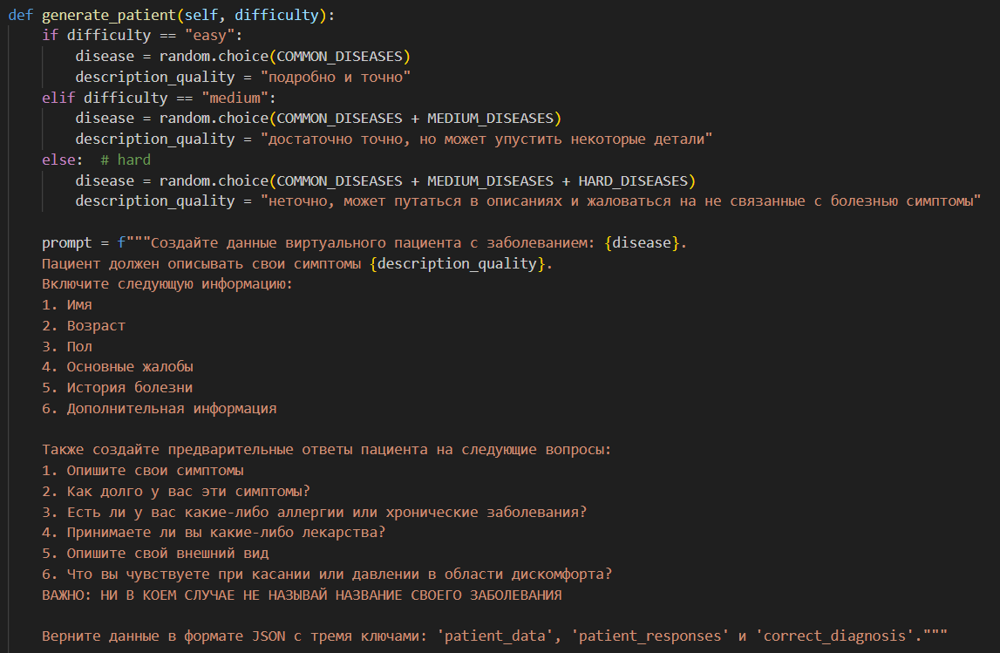 def generate_patient(self, difficulty):
    if difficulty == "easy":
        disease = random.choice(COMMON_DISEASES)
        description_quality = "подробно и точно"
    elif difficulty == "medium":
        disease = random.choice(COMMON_DISEASES + MEDIUM_DISEASES)
        description_quality = "достаточно точно, но может упустить некоторые детали"
    else:  # hard
        disease = random.choice(COMMON_DISEASES + MEDIUM_DISEASES + HARD_DISEASES)
        description_quality = "неточно, может путаться в описаниях и жаловаться на не связанные с болезнью симптомы"

    prompt = f"""Создайте данные виртуального пациента с заболеванием: {disease}.
    Пациент должен описывать свои симптомы {description_quality}.
    Включите следующую информацию:
    1. Имя
    2. Возраст
    3. Пол
    4. Основные жалобы
    5. История болезни
    6. Дополнительная информация

    Также создайте предварительные ответы пациента на следующие вопросы:
    1. Опишите свои симптомы
    2. Как долго у вас эти симптомы?
    3. Есть ли у вас какие-либо аллергии или хронические заболевания?
    4. Принимаете ли вы какие-либо лекарства?
    5. Опишите свой внешний вид
    6. Что вы чувствуете при касании или давлении в области дискомфорта?
    ВАЖНО: НИ В КОЕМ СЛУЧАЕ НЕ НАЗЫВАЙ НАЗВАНИЕ СВОЕГО ЗАБОЛЕВАНИЯ

    Верните данные в формате JSON с тремя ключами: 'patient_data', 'patient_responses' и 'correct_diagnosis'."""